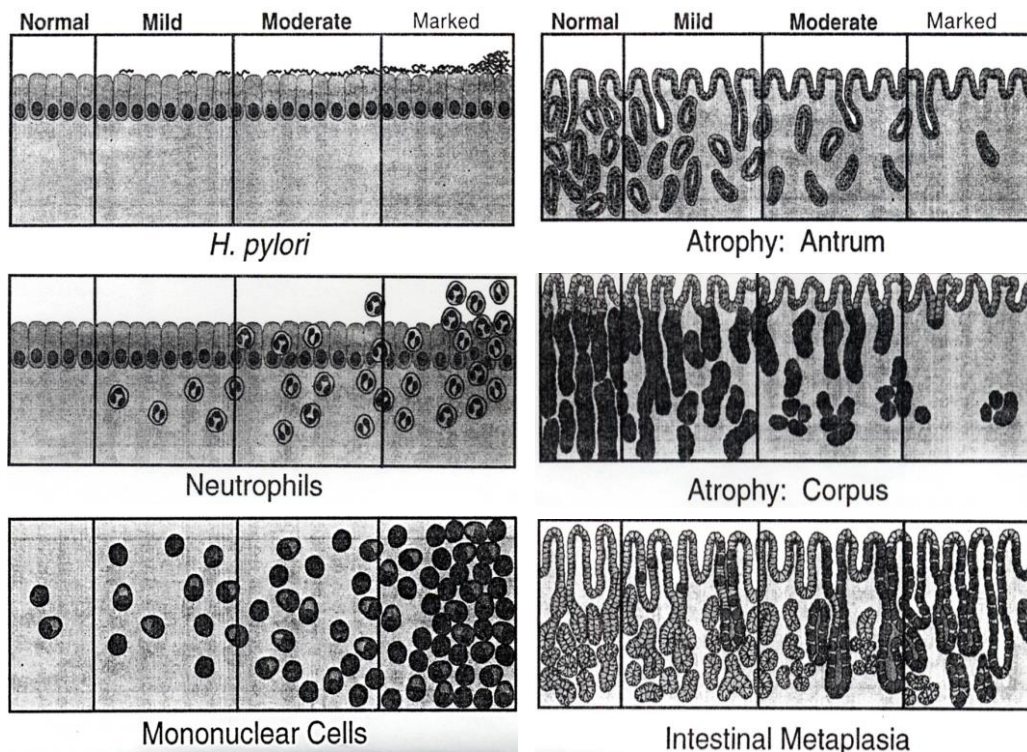 Normal Mild Moderate Marked
H. pylori
Neutrophils
Mononuclear Cells
Normal Mild Moderate Marked
Atrophy: Antrum
Atrophy: Corpus
Intestinal Metaplasia